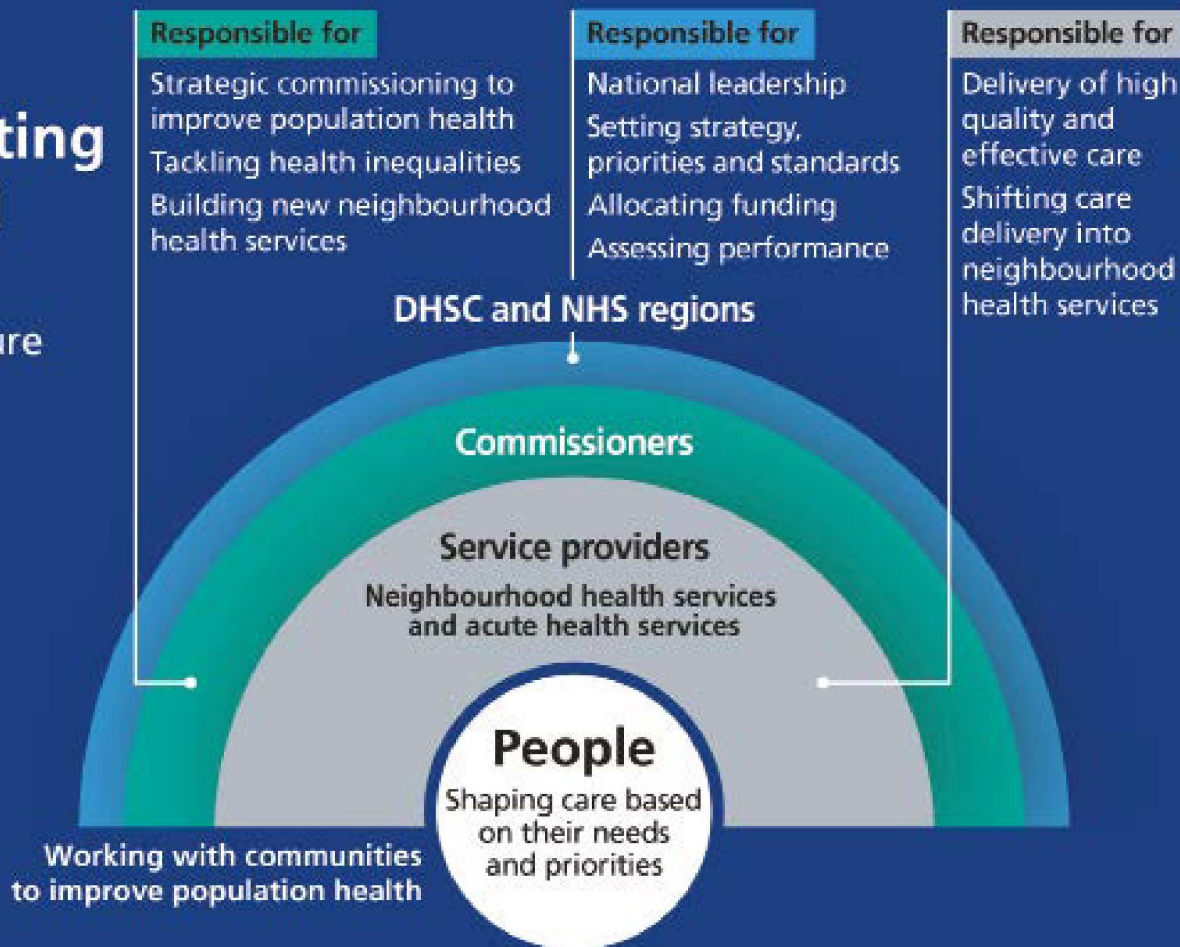 ting
ure
Responsible for
Strategic commissioning to
improve population health
Tackling health inequalities
Building new neighbourhood
health services
Responsible for
National leadership
Setting strategy,
priorities and standards
Allocating funding
Assessing performance
Responsible for
Delivery of high
quality and
effective care
Shifting care
delivery into
neighbourhood
health services
DHSC and NHS regions
Commissioners
Service providers
Neighbourhood health services
and acute health services
People
Shaping care based
on their needs
and priorities
Working with communities
to improve population health